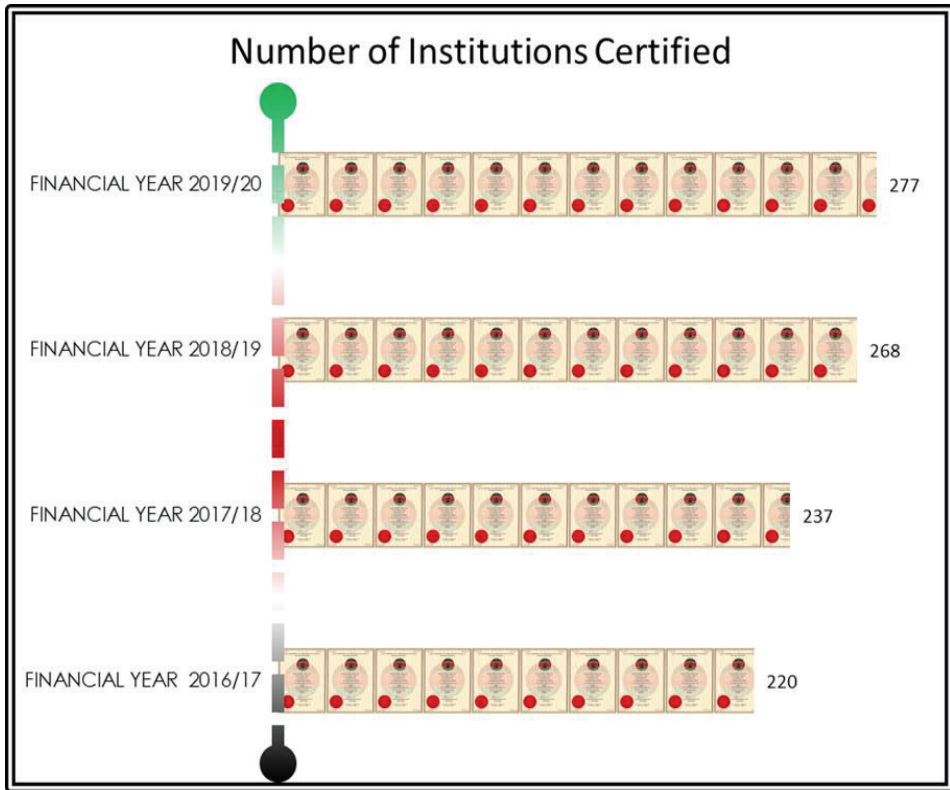 Number of Institutions Certified
FINANCIAL YEAR 2019/20
277
FINANCIAL YEAR 2018/19
268
FINANCIAL YEAR 2017/18
237
FINANCIAL YEAR 2016/17
220